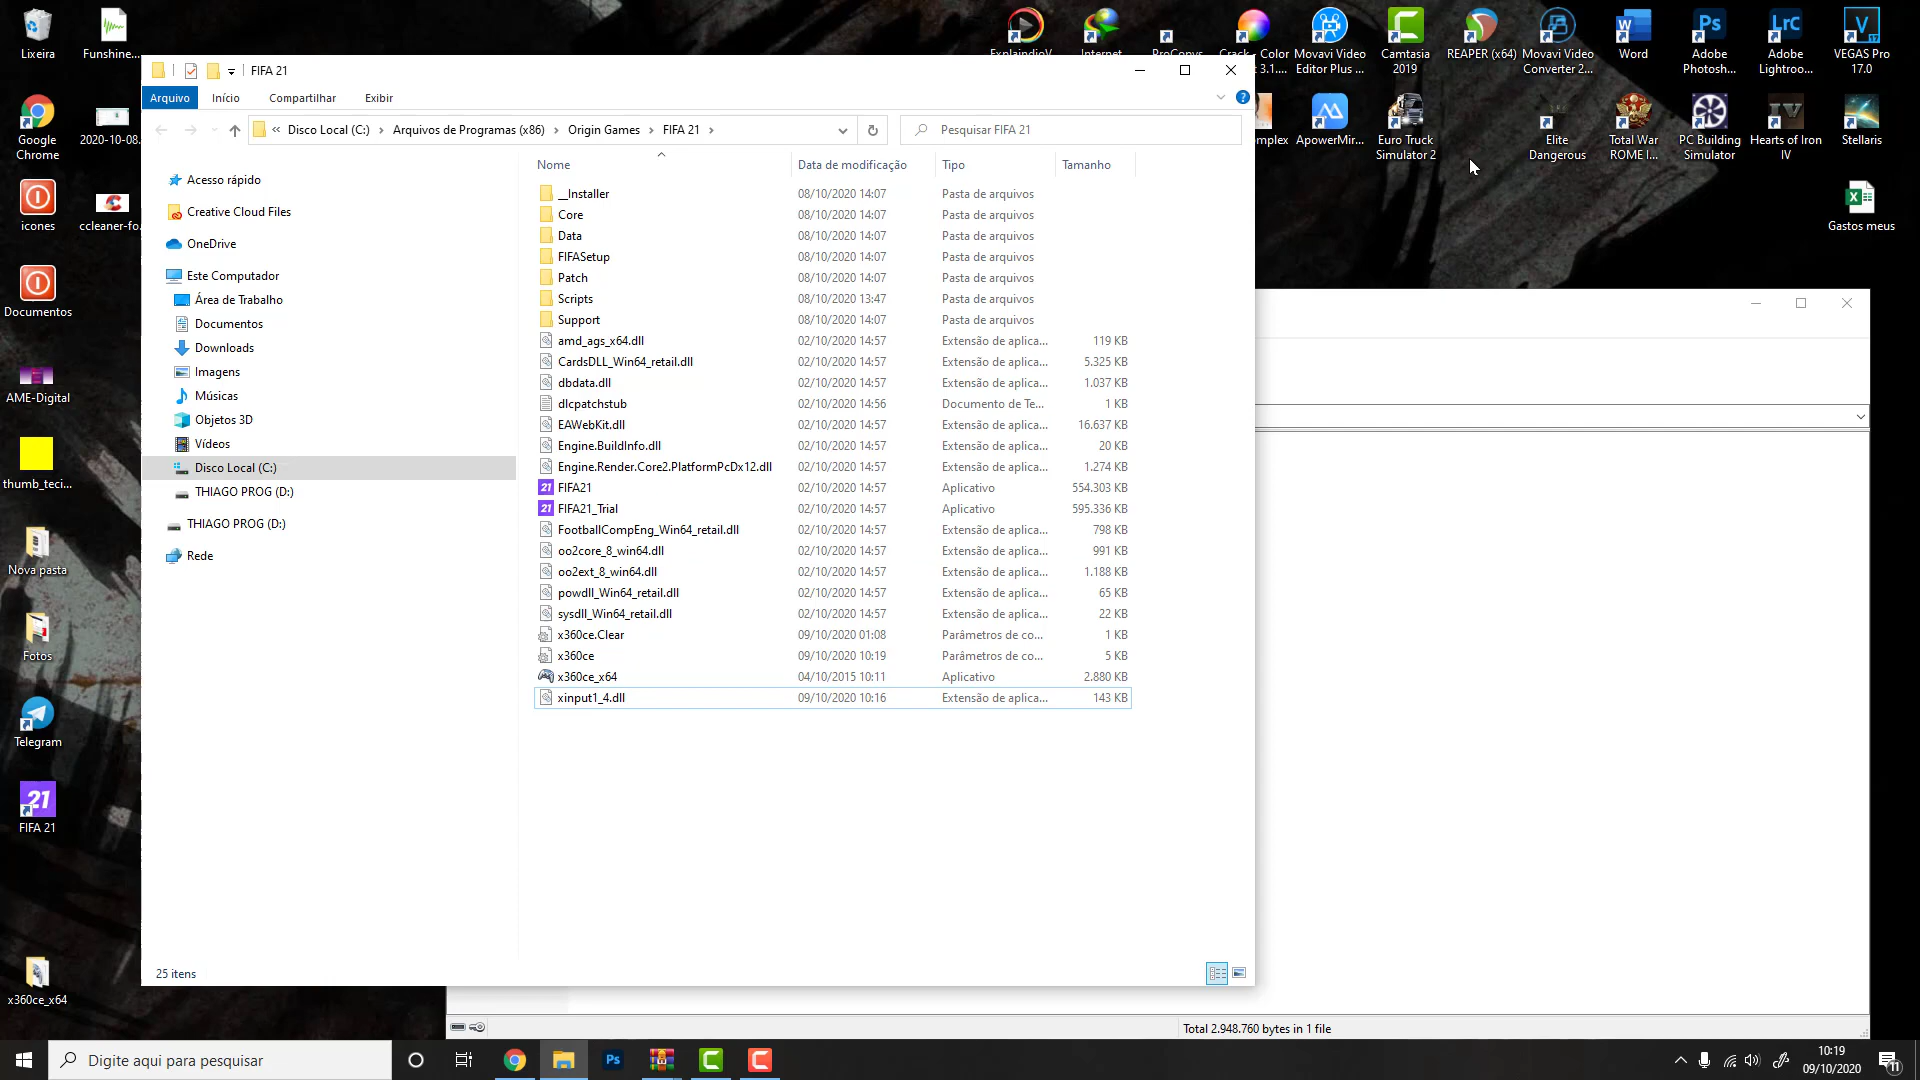 Lixeira
Funshine...
ExplaindioV
Internet
ProConvs
Crack - Color
t 3.1....
Movavi Video
Editor Plus ...
Camtasia
2019
REAPER (x64)
Movavi Video
Converter 2...
Word
Adobe
Photosh...
Adobe
Lightroo...
VEGAS Pro
17.0
FIFA 21
Arquivo
Início
Compartilhar
Exibir
« Disco Local (C:) > Arquivos de Programas (x86) > Origin Games > FIFA 21 >
Pesquisar FIFA 21
Google
Chrome
2020-10-08...
mplex
ApowerMir...
Euro Truck
Simulator 2
Elite
Dangerous
Total War
ROME I...
PC Building
Simulator
Hearts of Iron
IV
Stellaris
icones
ccleaner-fo...
Gastos meus
Documentos
AME-Digital
thumb_teci...
Nova pasta
Fotos
Telegram
21
FIFA 21
x360ce_x64
Acesso rápido
Creative Cloud Files
OneDrive
Este Computador
Área de Trabalho
Documentos
Downloads
Imagens
Músicas
Objetos 3D
Vídeos
Disco Local (C:)
THIAGO PROG (D:)
THIAGO PROG (D:)
Rede
Nome Data de modificação Tipo Tamanho
__Installer 08/10/2020 14:07 Pasta de arquivos
Core 08/10/2020 14:07 Pasta de arquivos
Data 08/10/2020 14:07 Pasta de arquivos
FIFASetup 08/10/2020 14:07 Pasta de arquivos
Patch 08/10/2020 14:07 Pasta de arquivos
Scripts 08/10/2020 13:47 Pasta de arquivos
Support 08/10/2020 14:07 Pasta de arquivos
amd_ags_x64.dll 02/10/2020 14:57 Extensão de aplica... 119 KB
CardsDLL_Win64_retail.dll 02/10/2020 14:57 Extensão de aplica... 5.325 KB
dbdata.dll 02/10/2020 14:57 Extensão de aplica... 1.037 KB
dlcpatchstub 02/10/2020 14:56 Documento de Te... 1 KB
EAWebKit.dll 02/10/2020 14:57 Extensão de aplica... 16.637 KB
Engine.BuildInfo.dll 02/10/2020 14:57 Extensão de aplica... 20 KB
Engine.Render.Core2.PlatformPcDx12.dll 02/10/2020 14:57 Extensão de aplica... 1.274 KB
21 FIFA21 02/10/2020 14:57 Aplicativo 554.303 KB
21 FIFA21_Trial 02/10/2020 14:57 Aplicativo 595.336 KB
FootballCompEng_Win64_retail.dll 02/10/2020 14:57 Extensão de aplica... 798 KB
oo2core_8_win64.dll 02/10/2020 14:57 Extensão de aplica... 991 KB
oo2ext_8_win64.dll 02/10/2020 14:57 Extensão de aplica... 1.188 KB
powdll_Win64_retail.dll 02/10/2020 14:57 Extensão de aplica... 65 KB
sysdll_Win64_retail.dll 02/10/2020 14:57 Extensão de aplica... 22 KB
x360ce.Clear 09/10/2020 01:08 Parâmetros de co... 1 KB
x360ce 09/10/2020 10:19 Parâmetros de co... 5 KB
x360ce_x64 04/10/2015 10:11 Aplicativo 2.880 KB
xinput1_4.dll 09/10/2020 10:16 Extensão de aplica... 143 KB
25 itens
Total 2.948.760 bytes in 1 file
Digite aqui para pesquisar
Ps
10:19
09/10/2020
11